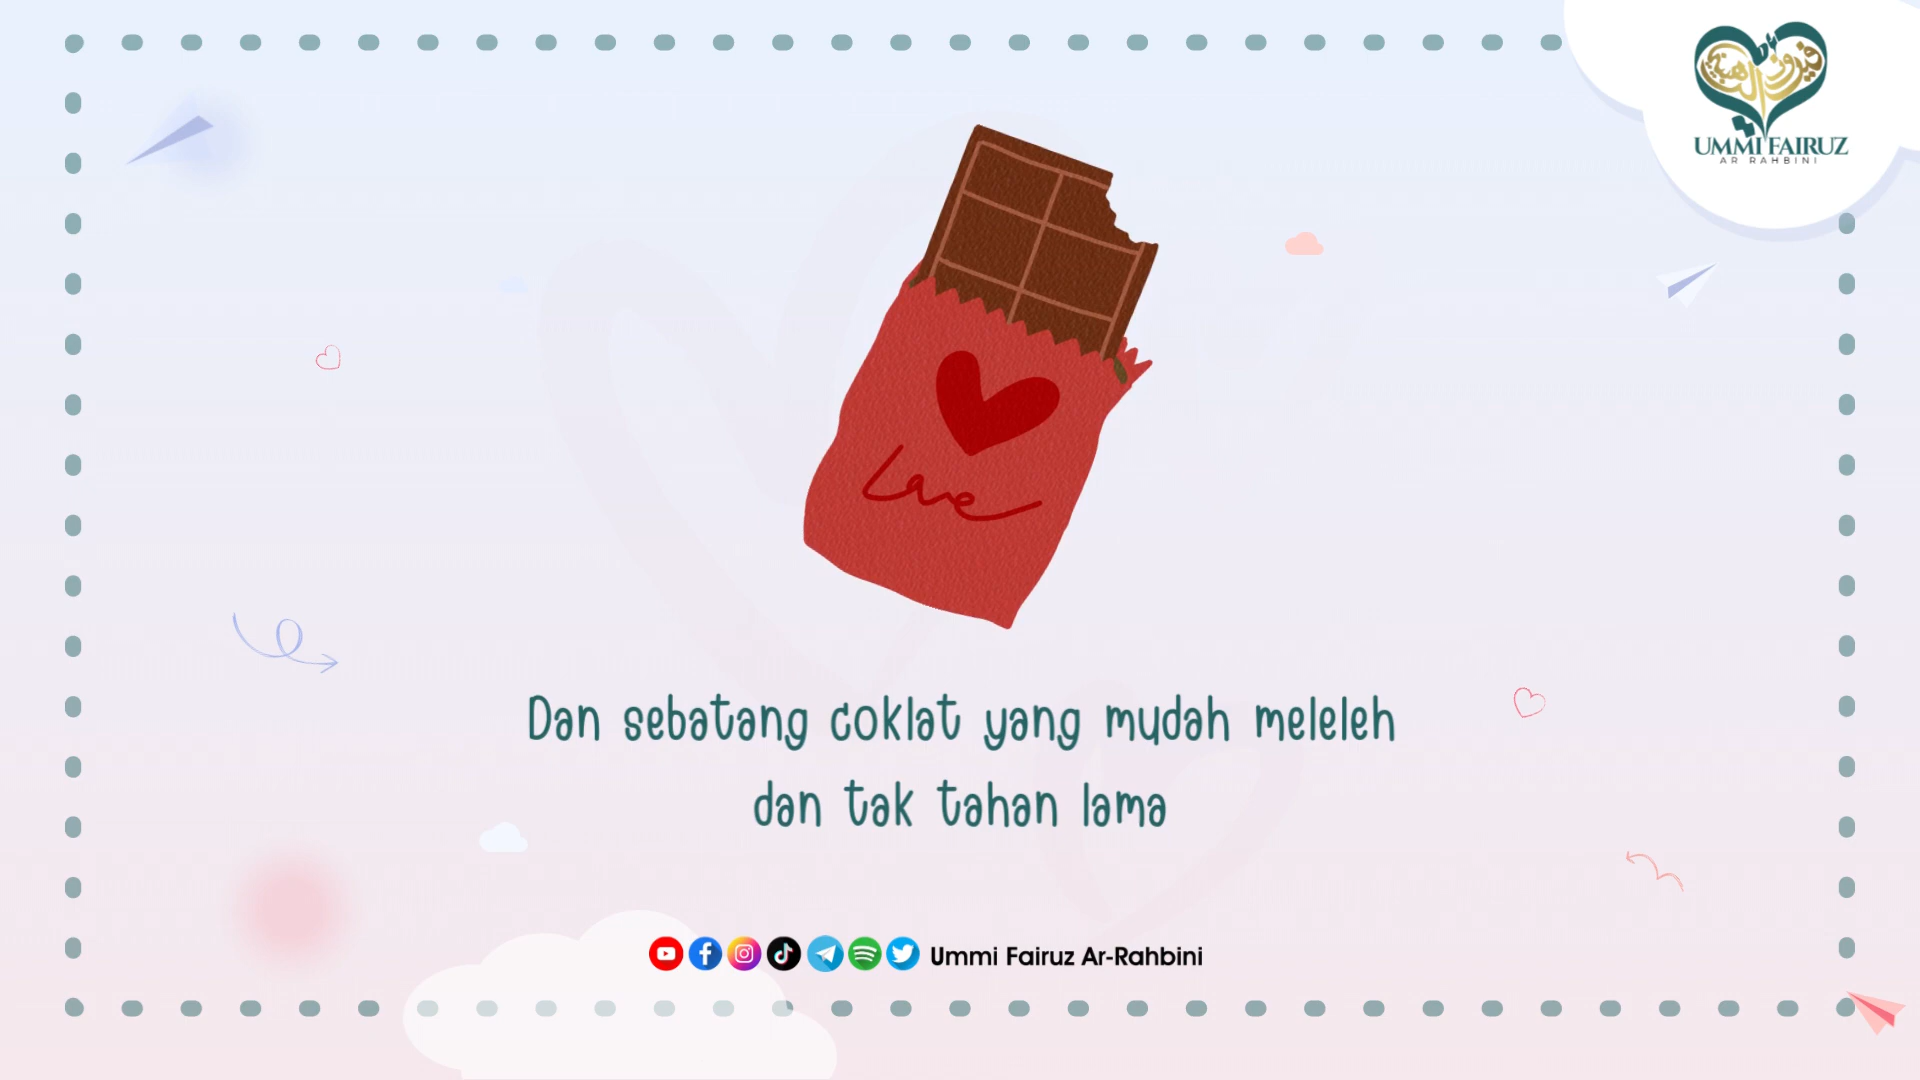 UMMI FAIRUZ
AR RAHBINI
Love
Dan sebatang coklat yang mudah meleleh
dan tak tahan lama
Ummi Fairuz Ar-Rahbini